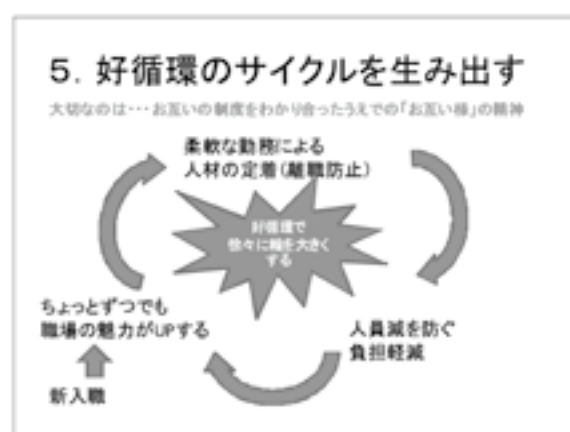 5. 好循環のサイクルを生み出す
大切なのは・・・お互いの制度をわかり合ったうえでの「お互い様」の精神
柔軟な勤務による
人材の定着(離職防止)
好循環で
徐々に輪を大きく
する
ちょっとずつでも
職場の魅力がUPする
人員減を防ぐ
負担軽減
新入職